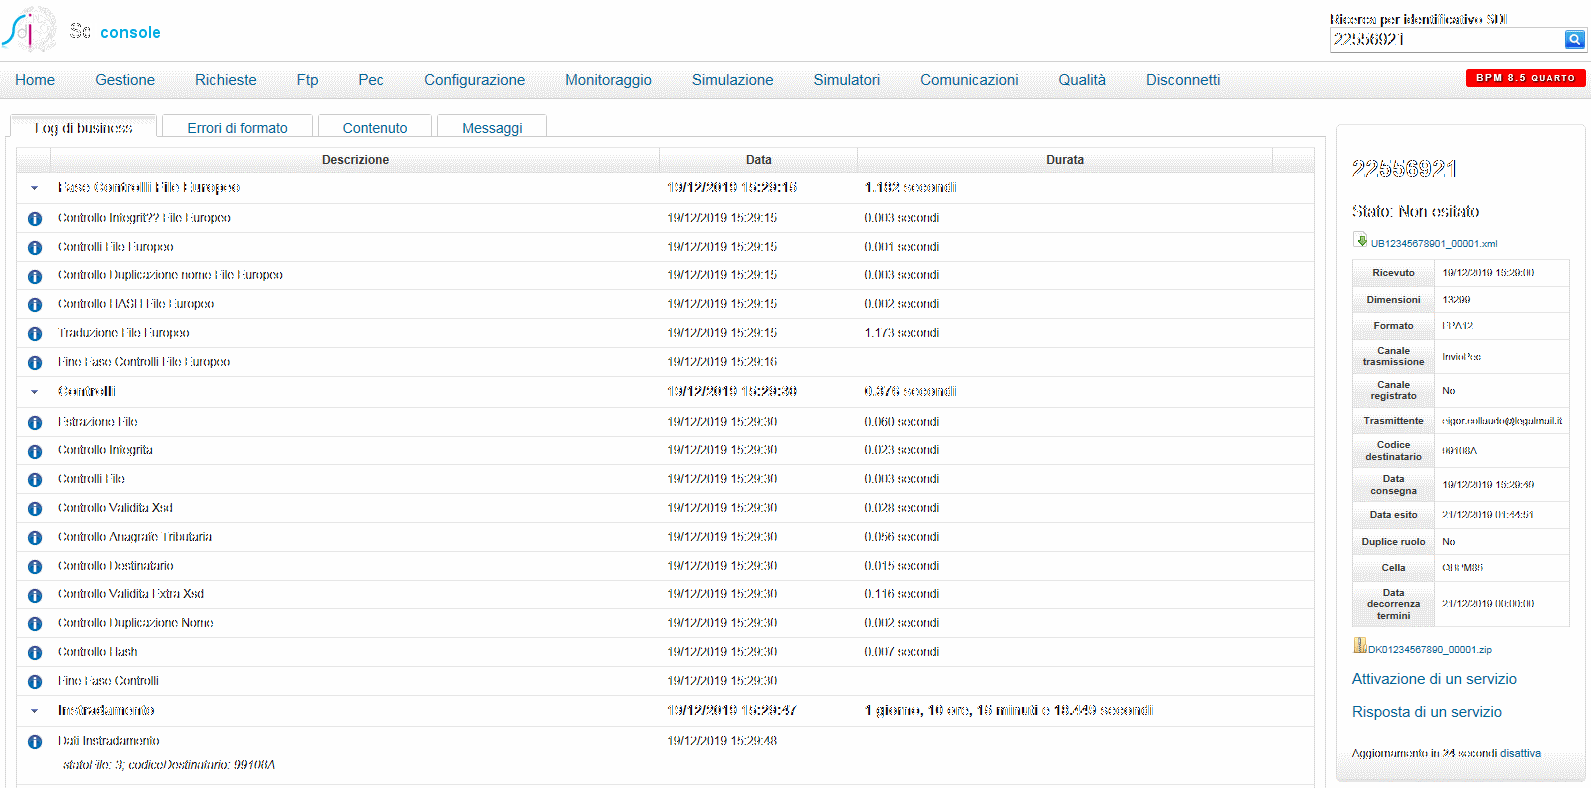 sdi Sc console
Ricerca per identificativo SDI
22556921
Home Gestione Richieste Ftp Pec Configurazione Monitoraggio Simulazione Simulatori Comunicazioni Qualità Disconnetti
BPM 8.5 QUARTO
Log di business Errori di formato Contenuto Messaggi
Descrizione Data Durata
Fase Controlli File Europeo 19/12/2019 15:29:15 1.192 secondi
Controllo Integrit?? File Europeo 19/12/2019 15:29:15 0.003 secondi
Controlli File Europeo 19/12/2019 15:29:15 0.001 secondi
Controllo Duplicazione nome File Europeo 19/12/2019 15:29:15 0.003 secondi
Controllo HASH File Europeo 19/12/2019 15:29:15 0.002 secondi
Traduzione File Europeo 19/12/2019 15:29:15 1.173 secondi
Fine Fase Controlli File Europeo 19/12/2019 15:29:16
Controlli 19/12/2019 15:29:30 0.376 secondi
Estrazione File 19/12/2019 15:29:30 0.060 secondi
Controllo Integrita 19/12/2019 15:29:30 0.023 secondi
Controlli File 19/12/2019 15:29:30 0.003 secondi
Controllo Validita Xsd 19/12/2019 15:29:30 0.028 secondi
Controllo Anagrafe Tributaria 19/12/2019 15:29:30 0.056 secondi
Controllo Destinatario 19/12/2019 15:29:30 0.015 secondi
Controllo Validita Extra Xsd 19/12/2019 15:29:30 0.116 secondi
Controllo Duplicazione Nome 19/12/2019 15:29:30 0.002 secondi
Controllo Hash 19/12/2019 15:29:30 0.007 secondi
Fine Fase Controlli 19/12/2019 15:29:30
Instradamento 19/12/2019 15:29:47 1 giorno, 10 ore, 15 minuti e 18.449 secondi
Dati Instradamento 19/12/2019 15:29:48
statoFile: 3; codiceDestinatario: 99108A
22556921
Stato: Non esitato
UB12345678901_00001.xml
Ricevuto 19/12/2019 15:29:00
Dimensioni 13299
Formato FPA12
Canale trasmissione InvioPec
Canale registrato No
Trasmittente eigor.collaudo@legalmail.it
Codice destinatario 99108A
Data consegna 19/12/2019 15:29:49
Data esito 21/12/2019 01:44:51
Duplice ruolo No
Cella
Data decorrenza termini 21/12/2019 00:00:00
DK01234567890_00001.zip
Attivazione di un servizio
Risposta di un servizio
Aggiornamento in 24 secondi disattiva